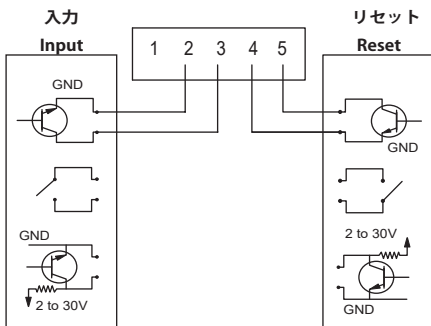 入力
Input
リセット
Reset
1 2 3 4 5
GND
GND
GND
2 to 30V
2 to 30V
GND